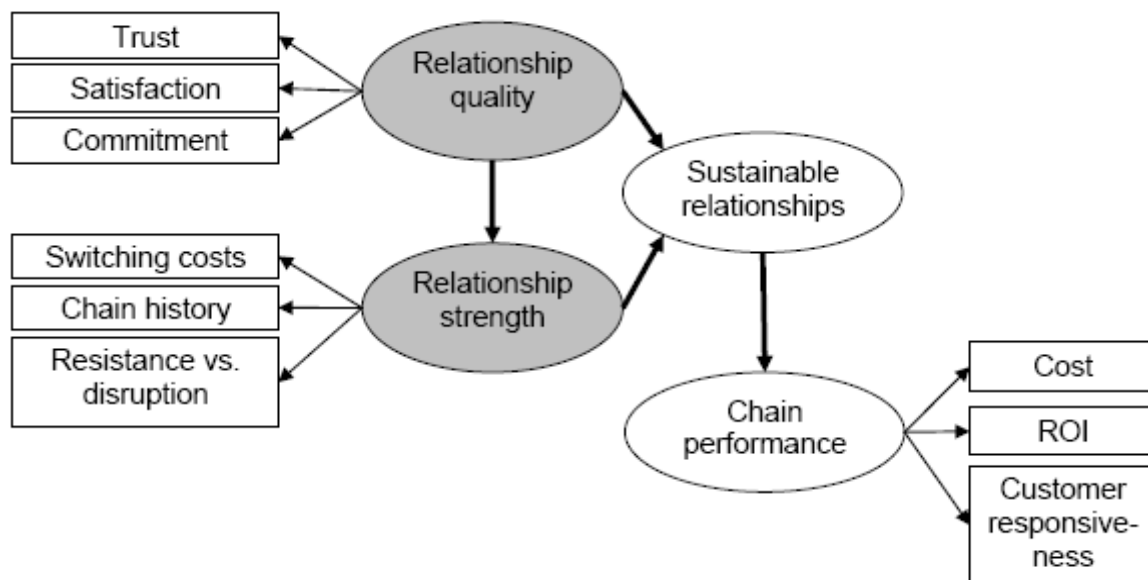 Trust
Satisfaction
Commitment
Relationship
quality
Sustainable
relationships
Switching costs
Chain history
Resistance vs.
disruption
Relationship
strength
Chain
performance
Cost
ROI
Customer
responsive-
ness